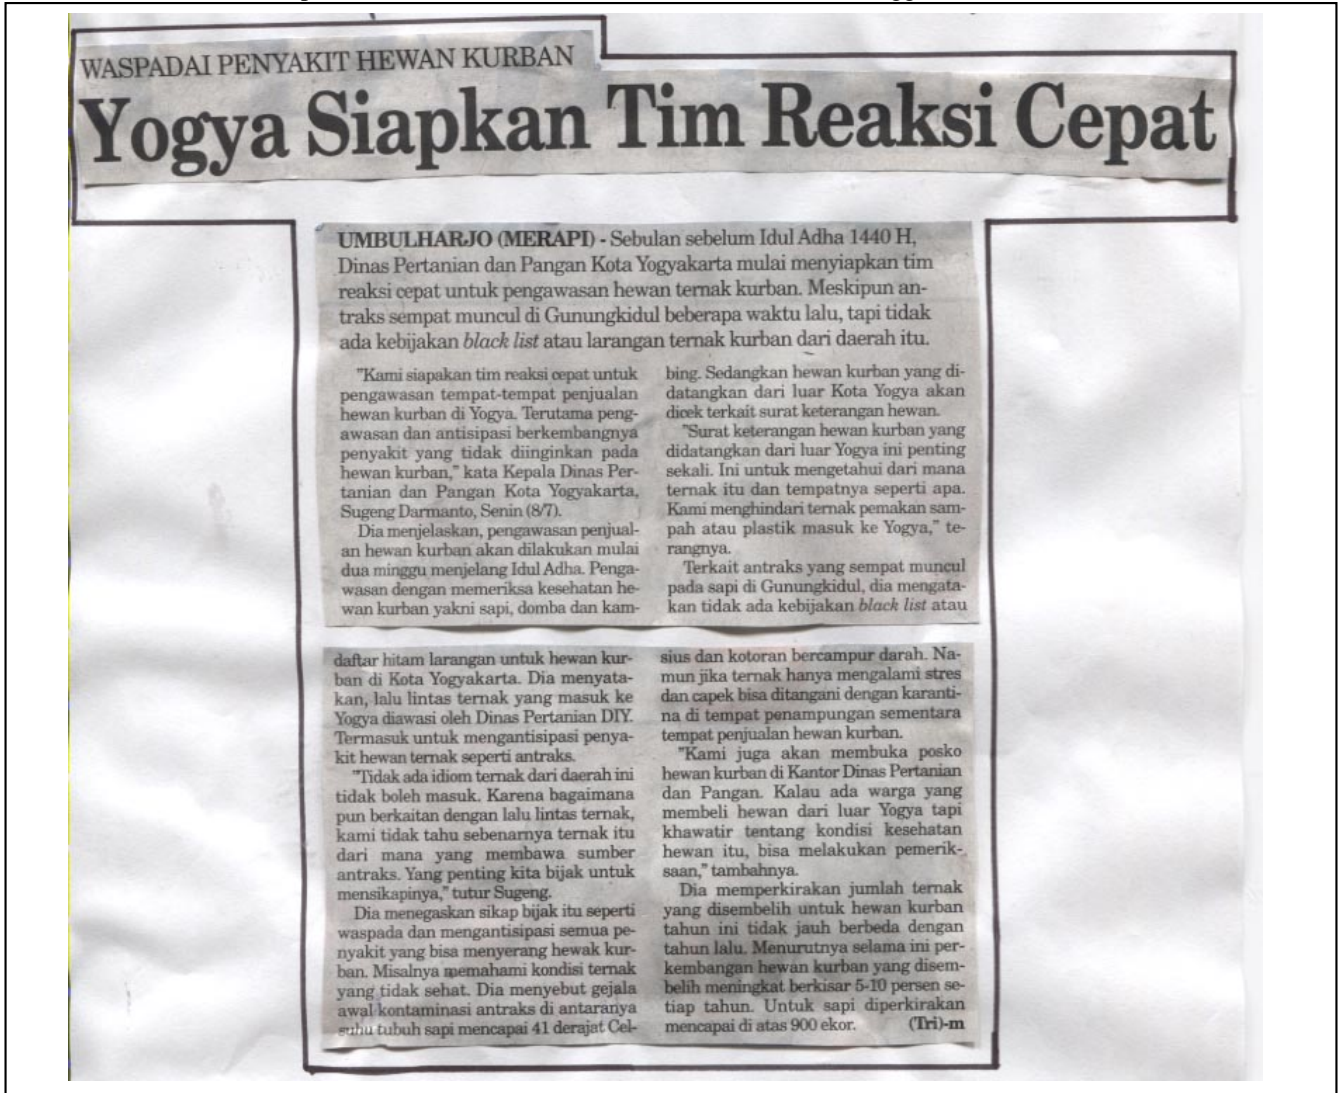 WASPADAI PENYAKIT HEWAN KURBAN
Yogya Siapkan Tim Reaksi Cepat
UMBULHARJO (MERAPI) - Sebulan sebelum Idul Adha 1440 H,
Dinas Pertanian dan Pangan Kota Yogyakarta mulai menyiapkan tim
reaksi cepat untuk pengawasan hewan ternak kurban. Meskipun an-
traks sempat muncul di Gunungkidul beberapa waktu lalu, tapi tidak
ada kebijakan black list atau larangan ternak kurban dari daerah itu.
"Kami siapakan tim reaksi cepat untuk
pengawasan tempat-tempat penjualan
hewan kurban di Yogya. Terutama peng-
awasan dan antisipasi berkembangnya
penyakit yang tidak diinginkan pada
hewan kurban," kata Kepala Dinas Per-
tanian dan Pangan Kota Yogyakarta,
Sugeng Darmanto, Senin (8/7).
Dia menjelaskan, pengawasan penjual-
an hewan kurban akan dilakukan mulai
dua minggu menjelang Idul Adha. Penga-
wasan dengan memeriksa kesehatan he-
wan kurban yakni sapi, domba dan kam-
bing. Sedangkan hewan kurban yang di-
datangkan dari luar Kota Yogya akan
dicek terkait surat keterangan hewan.
"Surat keterangan hewan kurban yang
didatangkan dari luar Yogya ini penting
sekali. Ini untuk mengetahui dari mana
ternak itu dan tempatnya seperti apa.
Kami menghindari ternak pemakan sam-
pah atau plastik masuk ke Yogya," te-
rangnya.
Terkait antraks yang sempat muncul
pada sapi di Gunungkidul, dia mengata-
kan tidak ada kebijakan black list atau
daftar hitam larangan untuk hewan kur-
ban di Kota Yogyakarta. Dia menyata-
kan, lalu lintas ternak yang masuk ke
Yogya diawasi oleh Dinas Pertanian DIY.
Termasuk untuk mengantisipasi penya-
kit hewan ternak seperti antraks.
"Tidak ada idiom ternak dari daerah ini
tidak boleh masuk. Karena bagaimana
pun berkaitan dengan lalu lintas ternak,
kami tidak tahu sebenarnya ternak itu
dari mana yang membawa sumber
antraks. Yang penting kita bijak untuk
mensikapinya," tutur Sugeng.
Dia menegaskan sikap bijak itu seperti
waspada dan mengantisipasi semua pe-
nyakit yang bisa menyerang hewak kur-
ban. Misalnya memahami kondisi ternak
yang tidak sehat. Dia menyebut gejala
awal kontaminasi antraks di antaranya
suhu tubuh sapi mencapai 41 derajat Cel-
sius dan kotoran bercampur darah. Na-
mun jika ternak hanya mengalami stres
dan capek bisa ditangani dengan karanti-
na di tempat penampungan sementara
tempat penjualan hewan kurban.
"Kami juga akan membuka posko
hewan kurban di Kantor Dinas Pertanian
dan Pangan. Kalau ada warga yang
membeli hewan dari luar Yogya tapi
khawatir tentang kondisi kesehatan
hewan itu, bisa melakukan pemerik-
saan," tambahnya.
Dia memperkirakan jumlah ternak
yang disembelih untuk hewan kurban
tahun ini tidak jauh berbeda dengan
tahun lalu. Menurutnya selama ini per-
kembangan hewan kurban yang disem-
belih meningkat berkisar 5-10 persen se-
tiap tahun. Untuk sapi diperkirakan
mencapai di atas 900 ekor. (Tri)-m